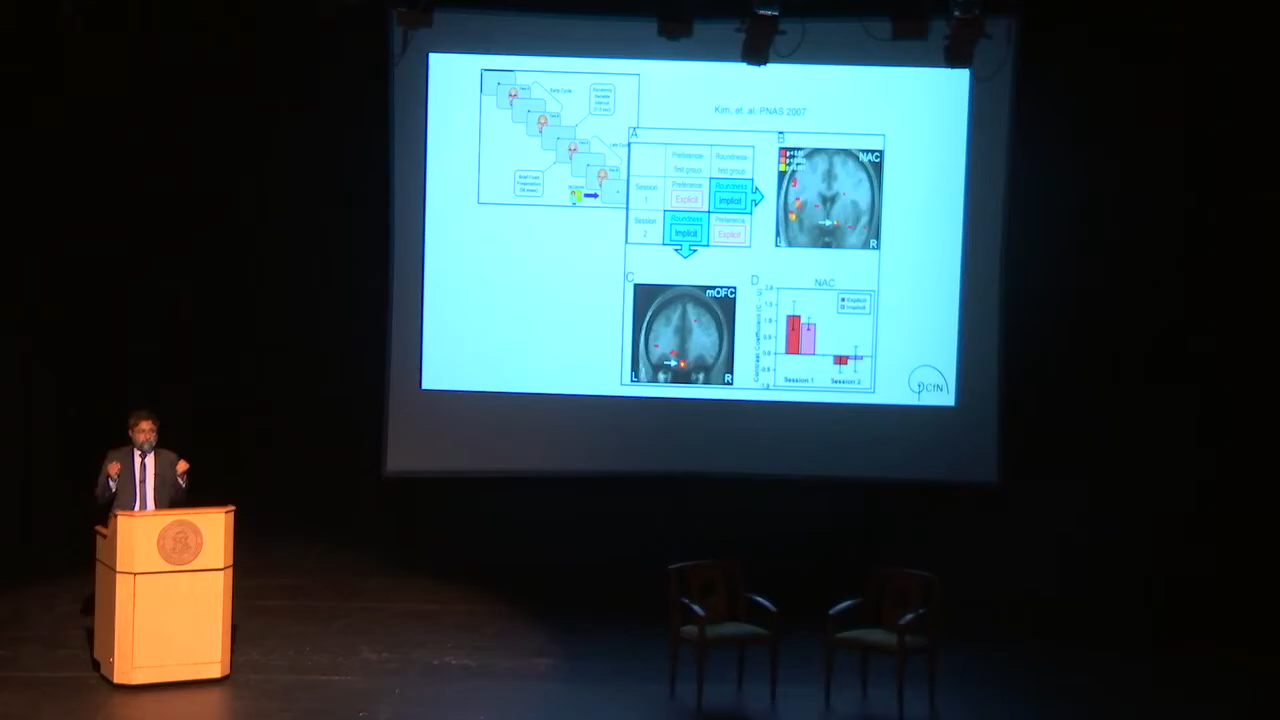 Kim, et. al, PNAS 2007
Early Cycle
Randomly
Variable
Interval
Brief Fixed
Presentation
A
Preference-
first group
Roundness-
first group
Session
1
Preference
Explicit
Roundness
Implicit
Session
2
Roundness
Implicit
Preference
Explicit
B
NAC
L
R
C
mOFC
L
R
D
NAC
Explicit
Implicit
Session 1
Session 2
CfN